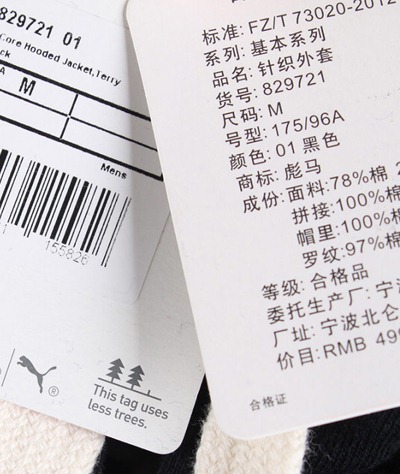 829721 01
Core Hooded Jacket,Terry
M
Mens
155826
This tag uses
less trees.
标准: FZ/T 73020-2012
系列: 基本系列
品名: 针织外套
货号: 829721
尺码: M
号型: 175/96A
颜色: 01 黑色
商标: 彪马
成份: 面料:78%棉
拼接:100%棉
帽里:100%棉
罗纹:97%棉
等级: 合格品
委托生产厂: 宁
厂址: 宁波北仑
价目: RMB 499
合格证